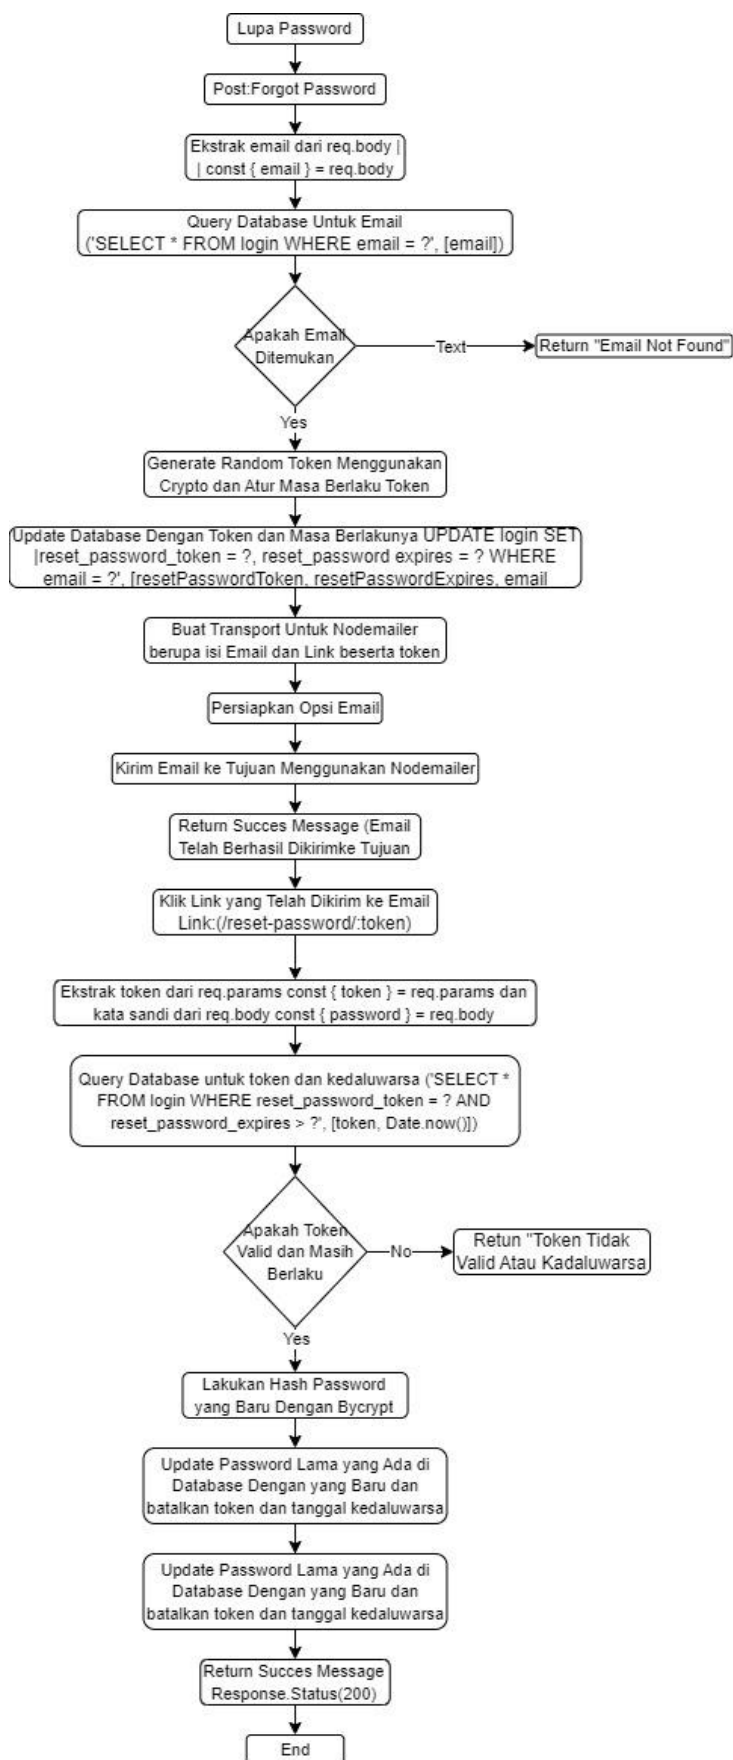 Lupa Password
Post:Forgot Password
Ekstrak email dari req.body |
| const { email } = req.body
Query Database Untuk Email
('SELECT * FROM login WHERE email = ?', [email])
Apakah Email
Ditemukan
Text
Return "Email Not Found"
Yes
Generate Random Token Menggunakan
Crypto dan Atur Masa Berlaku Token
Update Database Dengan Token dan Masa Berlakunya UPDATE login SET
|reset_password_token = ?, reset_password expires = ? WHERE
email = ?', [resetPasswordToken, resetPasswordExpires, email
Buat Transport Untuk Nodemailer
berupa isi Email dan Link beserta token
Persiapkan Opsi Email
Kirim Email ke Tujuan Menggunakan Nodemailer
Return Succes Message (Email
Telah Berhasil Dikirimke Tujuan
Klik Link yang Telah Dikirim ke Email
Link:(/reset-password/:token)
Ekstrak token dari req.params const { token } = req.params dan
kata sandi dari req.body const { password } = req.body
Query Database untuk token dan kedaluwarsa ('SELECT *
FROM login WHERE reset_password_token = ? AND
reset_password_expires > ?', [token, Date.now()])
Apakah Token
Valid dan Masih
Berlaku
No
Retun "Token Tidak
Valid Atau Kadaluwarsa
Yes
Lakukan Hash Password
yang Baru Dengan Bycrypt
Update Password Lama yang Ada di
Database Dengan yang Baru dan
batalkan token dan tanggal kedaluwarsa
Update Password Lama yang Ada di
Database Dengan yang Baru dan
batalkan token dan tanggal kedaluwarsa
Return Succes Message
Response.Status(200)
End